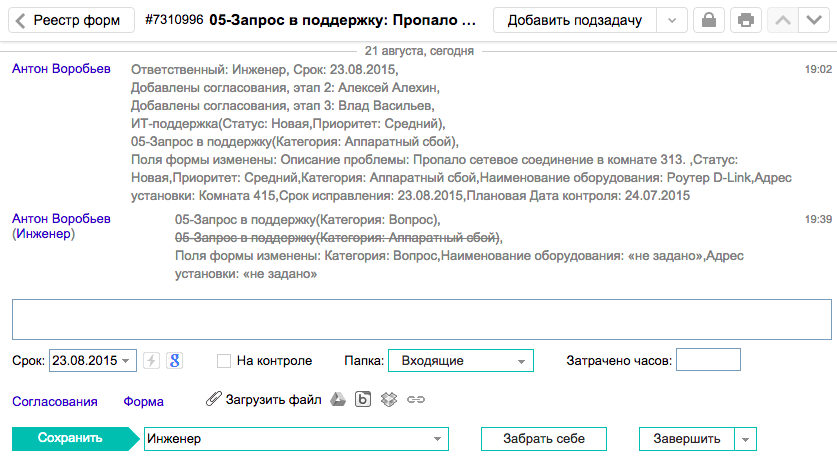 Реестр форм #7310996 05-Запрос в поддержку: Пропало ... Добавить подзадачу
21 августа, сегодня
Антон Воробьев Ответственный: Инженер, Срок: 23.08.2015, 19:02
Добавлены согласования, этап 2: Алексей Алехин,
Добавлены согласования, этап 3: Влад Васильев,
ИТ-поддержка(Статус: Новая,Приоритет: Средний),
05-Запрос в поддержку(Категория: Аппаратный сбой),
Поля формы изменены: Описание проблемы: Пропало сетевое соединение в комнате 313. ,Статус:
Новая,Приоритет: Средний,Категория: Аппаратный сбой,Наименование оборудования: Роутер D-Link,Адрес
установки: Комната 415,Срок исправления: 23.08.2015,Плановая Дата контроля: 24.07.2015
Антон Воробьев 05-Запрос в поддержку(Категория: Вопрос), 19:39
(Инженер) 05-Запрос в поддержку(Категория: Аппаратный сбой),
Поля формы изменены: Категория: Вопрос,Наименование оборудования: «не задано»,Адрес
установки: «не задано»
Срок: 23.08.2015 8 На контроле Папка: Входящие Затрачено часов:
Согласования Форма Загрузить файл b
Сохранить Инженер Забрать себе Завершить